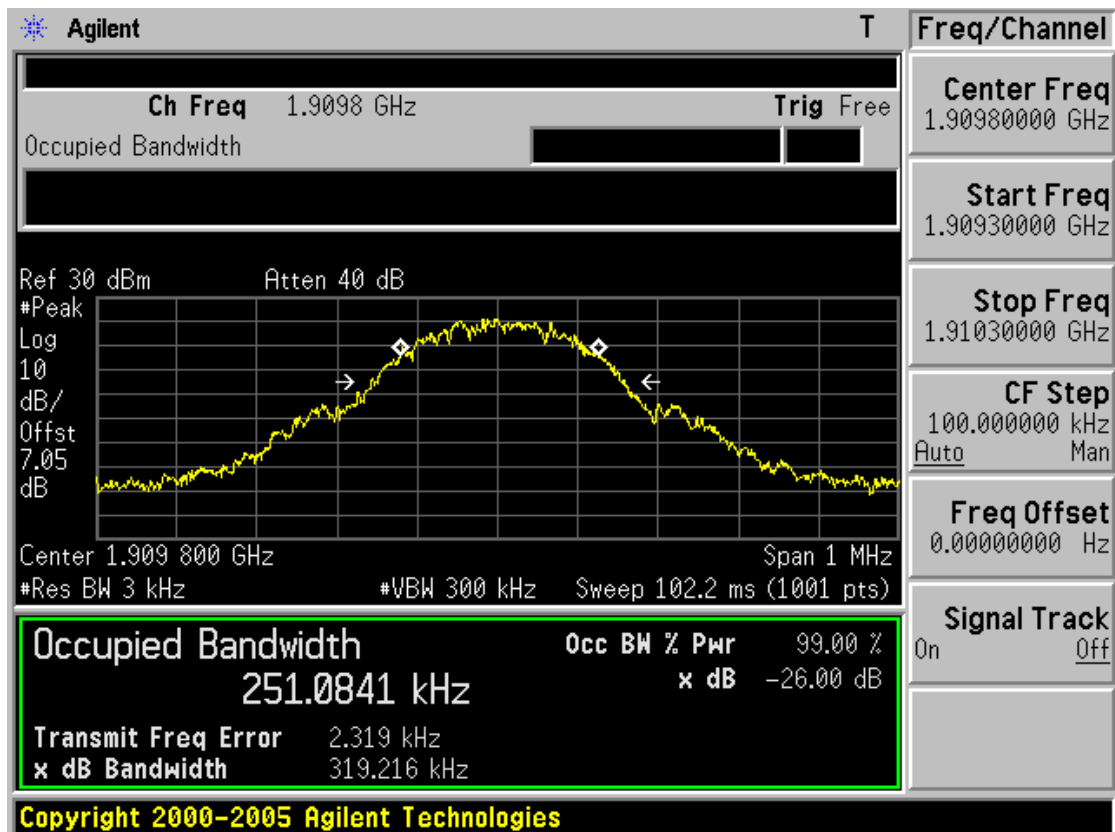 Agilent T
Freq/Channel
Ch Freq 1.9098 GHz Trig Free
Occupied Bandwidth
Center Freq
1.90980000 GHz
Start Freq
1.90930000 GHz
Stop Freq
1.91030000 GHz
CF Step
100.000000 kHz
Auto Man
Freq Offset
0.00000000 Hz
Signal Track
On Off
Ref 30 dBm Atten 40 dB
#Peak
Log
10
dB/
Offst
7.05
dB
Center 1.909 800 GHz Span 1 MHz
#Res BW 3 kHz #VBW 300 kHz Sweep 102.2 ms (1001 pts)
Occupied Bandwidth
251.0841 kHz
Occ BW % Pwr 99.00 %
x dB -26.00 dB
Transmit Freq Error 2.319 kHz
x dB Bandwidth 319.216 kHz
Copyright 2000-2005 Agilent Technologies